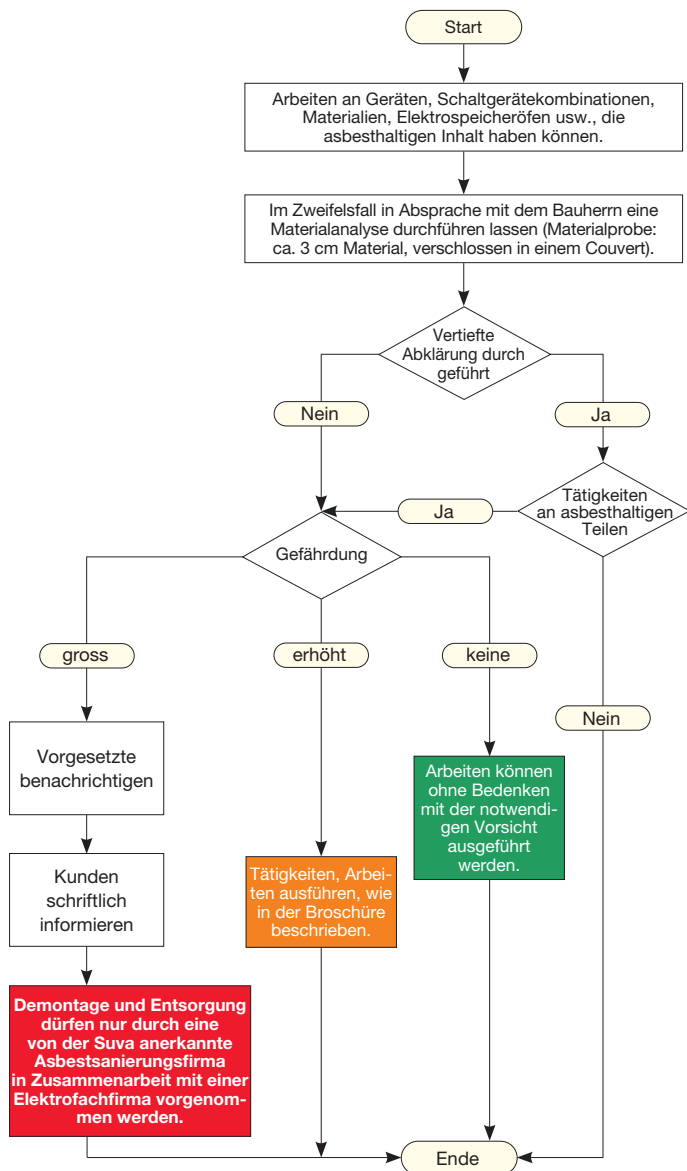 Start
Arbeiten an Geräten, Schaltgerätekombinationen,
Materialien, Elektrospeicheröfen usw., die
asbesthaltigen Inhalt haben können.
Im Zweifelsfall in Absprache mit dem Bauherrn eine
Materialanalyse durchführen lassen (Materialprobe:
ca. 3 cm Material, verschlossen in einem Couvert).
Vertiefte
Abklärung durch
geführt
Nein
Ja
Tätigkeiten
an asbesthaltigen
Teilen
Ja
Gefährdung
gross
erhöht
keine
Nein
Vorgesetzte
benachrichtigen
Arbeiten können
ohne Bedenken
mit der notwendi-
gen Vorsicht
ausgeführt
werden.
Kunden
schriftlich
informieren
Tätigkeiten, Arbei-
ten ausführen, wie
in der Broschüre
beschrieben.
Demontage und Entsorgung
dürfen nur durch eine
von der Suva anerkannte
Asbestsanierungsfirma
in Zusammenarbeit mit einer
Elektrofachfirma vorgenom-
men werden.
Ende